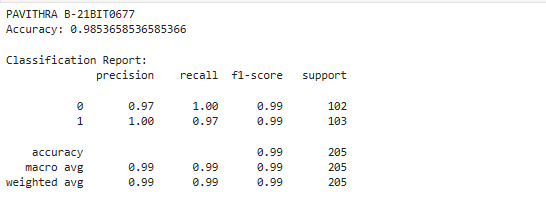 PAVITHRA B-21BIT0677
Accuracy: 0.9853658536585366
Classification Report:
precision recall f1-score support
0 0.97 1.00 0.99 102
1 1.00 0.97 0.99 103
accuracy 0.99 205
macro avg 0.99 0.99 0.99 205
weighted avg 0.99 0.99 0.99 205